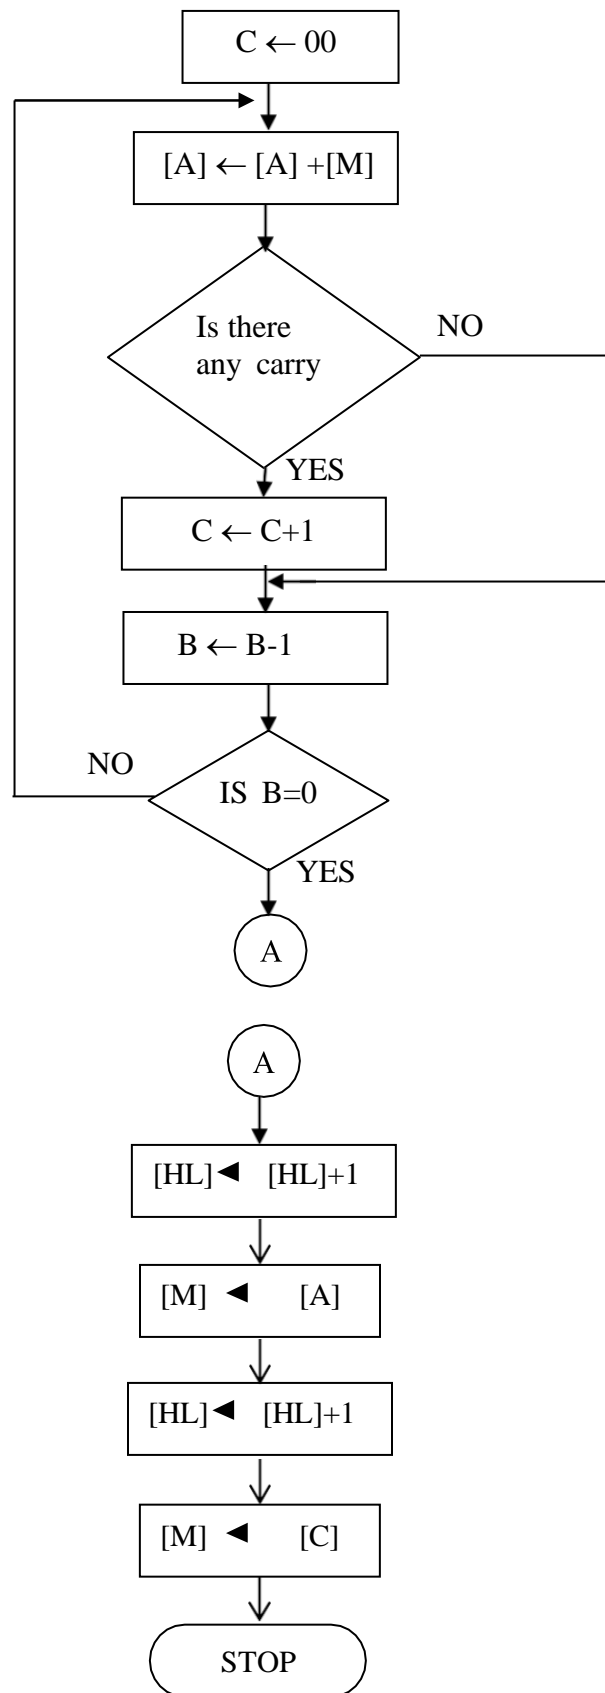 C ← 00
[A] ← [A] +[M]
Is there
any carry
NO
YES
C ← C+1
B ← B-1
NO
IS B=0
YES
A
A
[HL]◄ [HL]+1
[M] ◄ [A]
[HL]◄ [HL]+1
[M] ◄ [C]
STOP